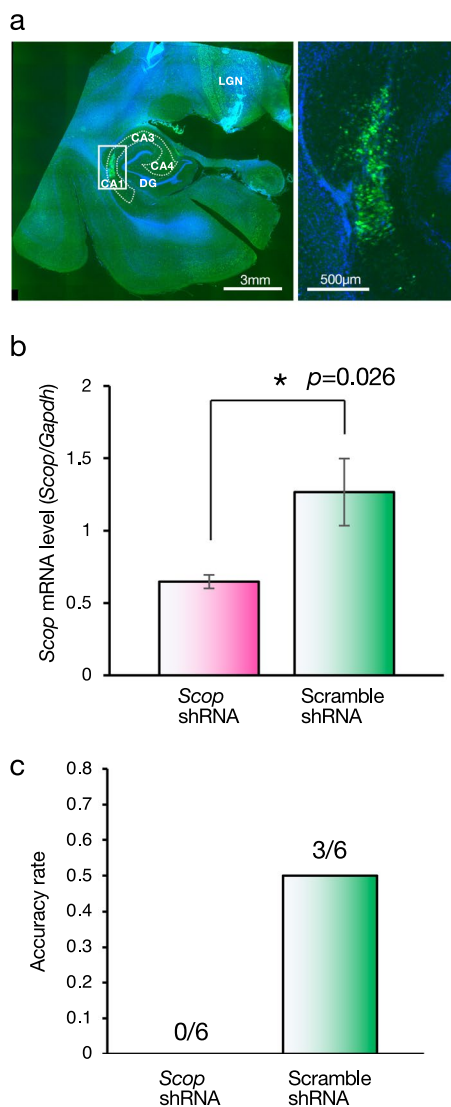 a
LGN
CA3
CA4
CA1
DG
3mm
500µm
b
* p=0.026
Scop mRNA level (Scop/Gapdh)
2
1.5
1
0.5
0
Scop
shRNA
Scramble
shRNA
c
Accuracy rate
0.8
0.7
0.6
0.5
0.4
0.3
0.2
0.1
0
3/6
0/6
Scop
shRNA
Scramble
shRNA